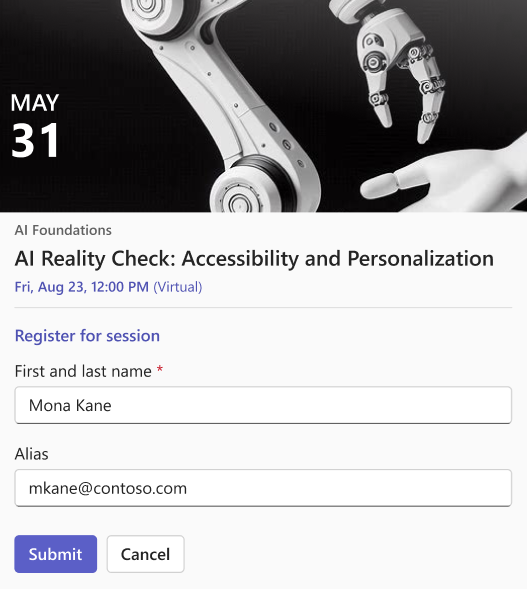 MAY
31
AI Foundations
AI Reality Check: Accessibility and Personalization
Fri, Aug 23, 12:00 PM (Virtual)
Register for session
First and last name *
Mona Kane
Alias
mkane@contoso.com
Submit Cancel